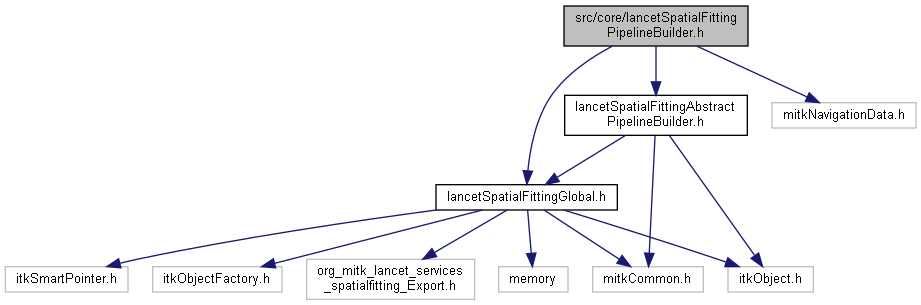 src/core/lancetSpatialFitting
PipelineBuilder.h
lancetSpatialFittingAbstract
PipelineBuilder.h
mitkNavigationData.h
lancetSpatialFittingGlobal.h
itkSmartPointer.h
itkObjectFactory.h
org_mitk_lancet_services
_spatialfitting_Export.h
memory
mitkCommon.h
itkObject.h